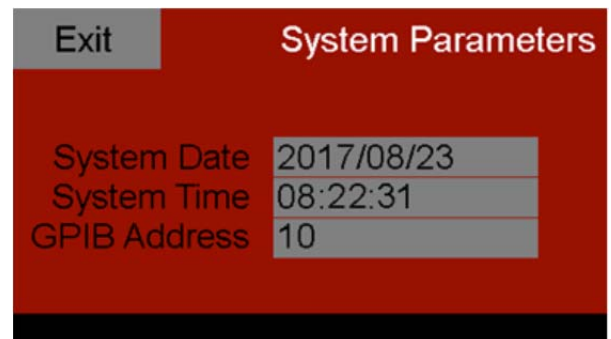 Exit System Parameters
System Date 2017/08/23
System Time 08:22:31
GPIB Address 10